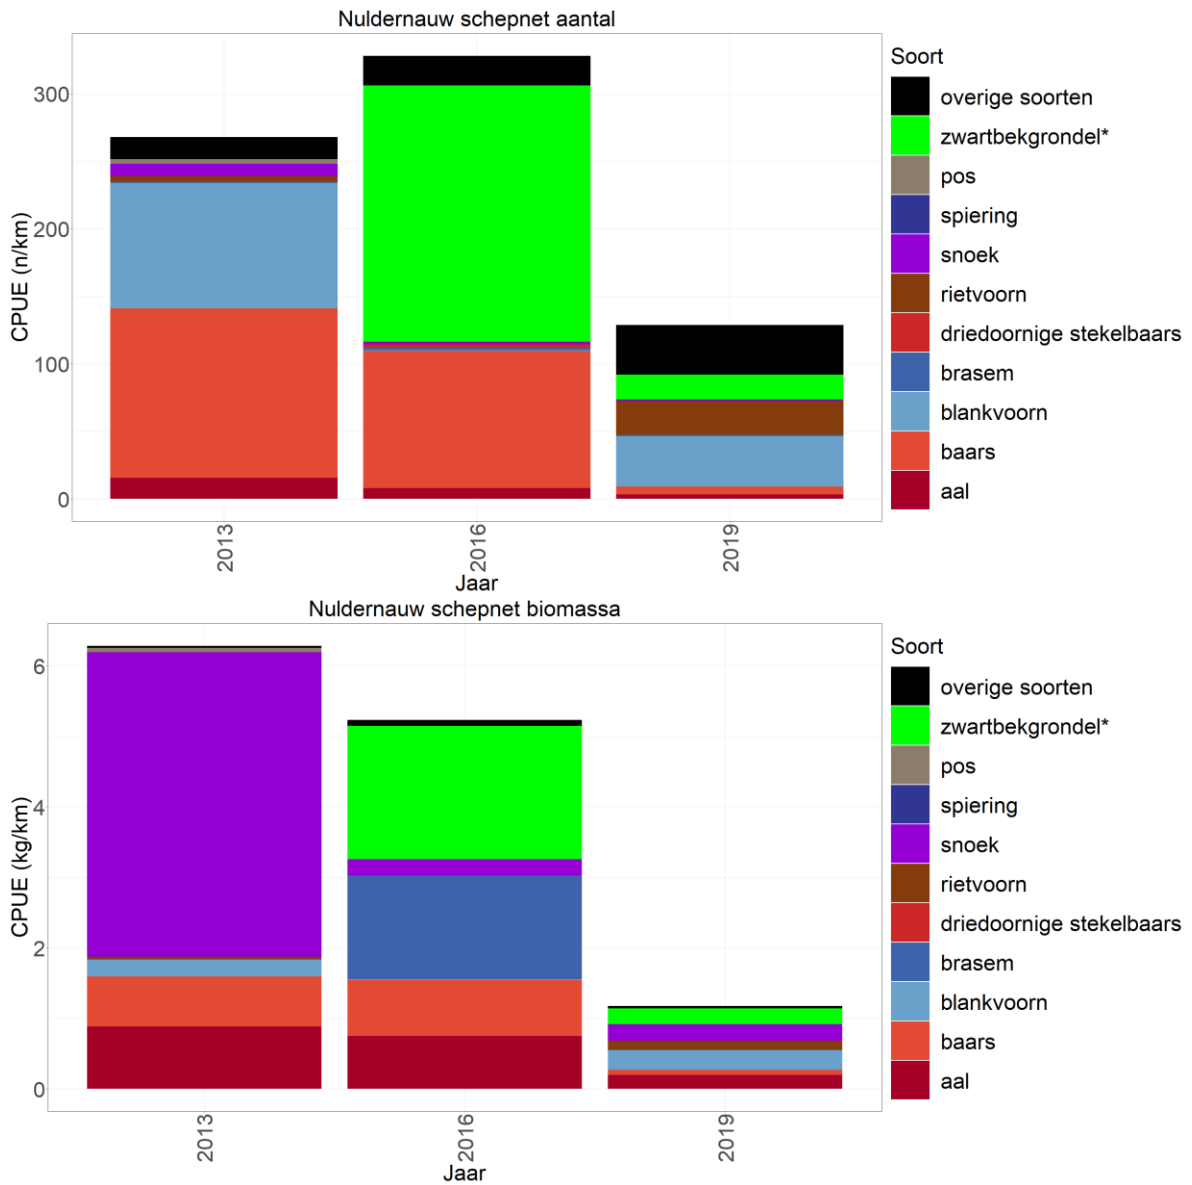 Nuldernauw schepnet aantal
CPUE (n/km)
300
200
100
0
2013
2016
2019
Jaar
Soort
overige soorten
zwartbekgrondel*
pos
spiering
snoek
rietvoorn
driedoornige stekelbaars
brasem
blankvoorn
baars
aal
Nuldernauw schepnet biomassa
CPUE (kg/km)
6
4
2
0
2013
2016
2019
Jaar
Soort
overige soorten
zwartbekgrondel*
pos
spiering
snoek
rietvoorn
driedoornige stekelbaars
brasem
blankvoorn
baars
aal